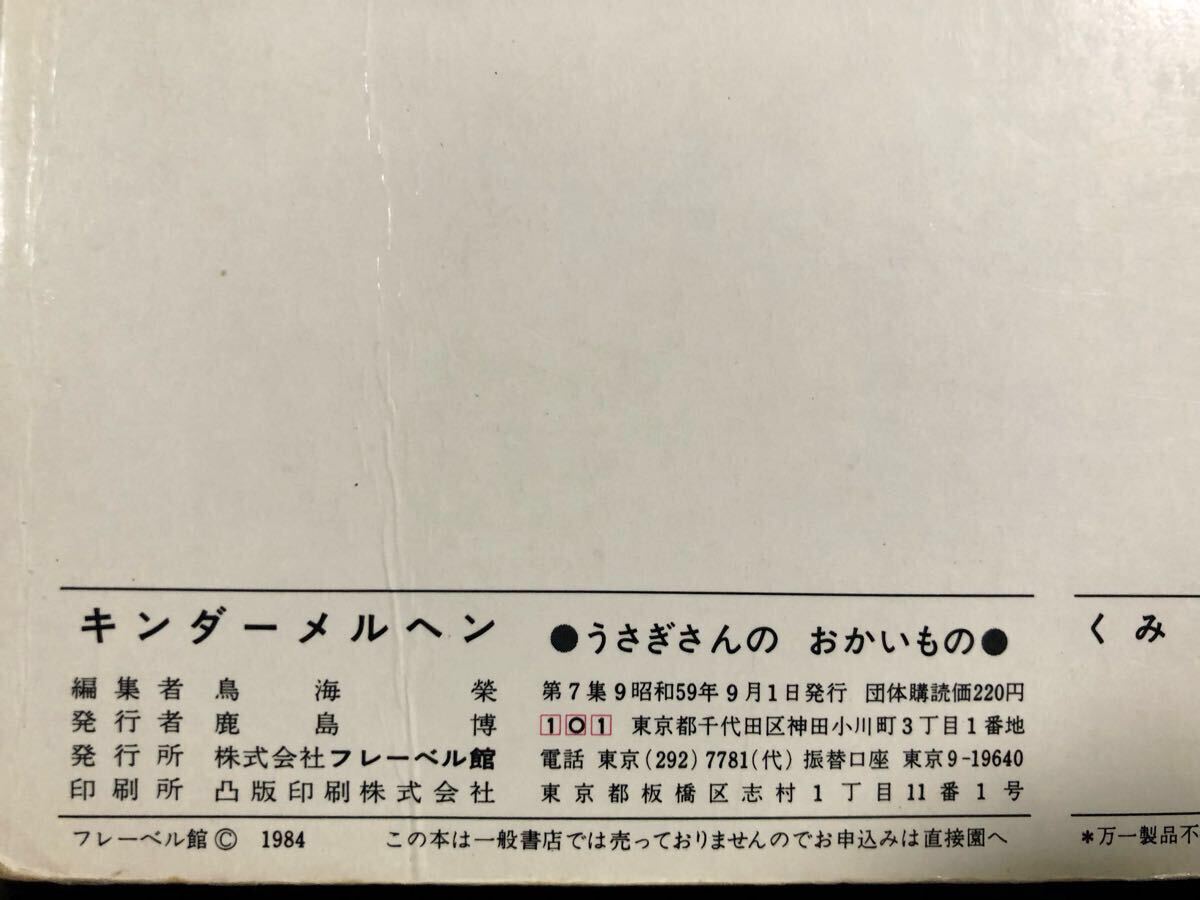 キンダーメルヘン ●うさぎさんの おかいもの●
編集者 鳥海 榮 第7集9 昭和59年9月1日発行 団体購読価220円
発行者 鹿島 博 101 東京都千代田区神田小川町3丁目1番地
発行所 株式会社フレーベル館 電話 東京(292)7781(代) 振替口座 東京9-19640
印刷所 凸版印刷株式会社 東京都板橋区志村1丁目11番1号
フレーベル館© 1984 この本は一般書店では売っておりませんのでお申込みは直接園へ
くみ
*万一製品不